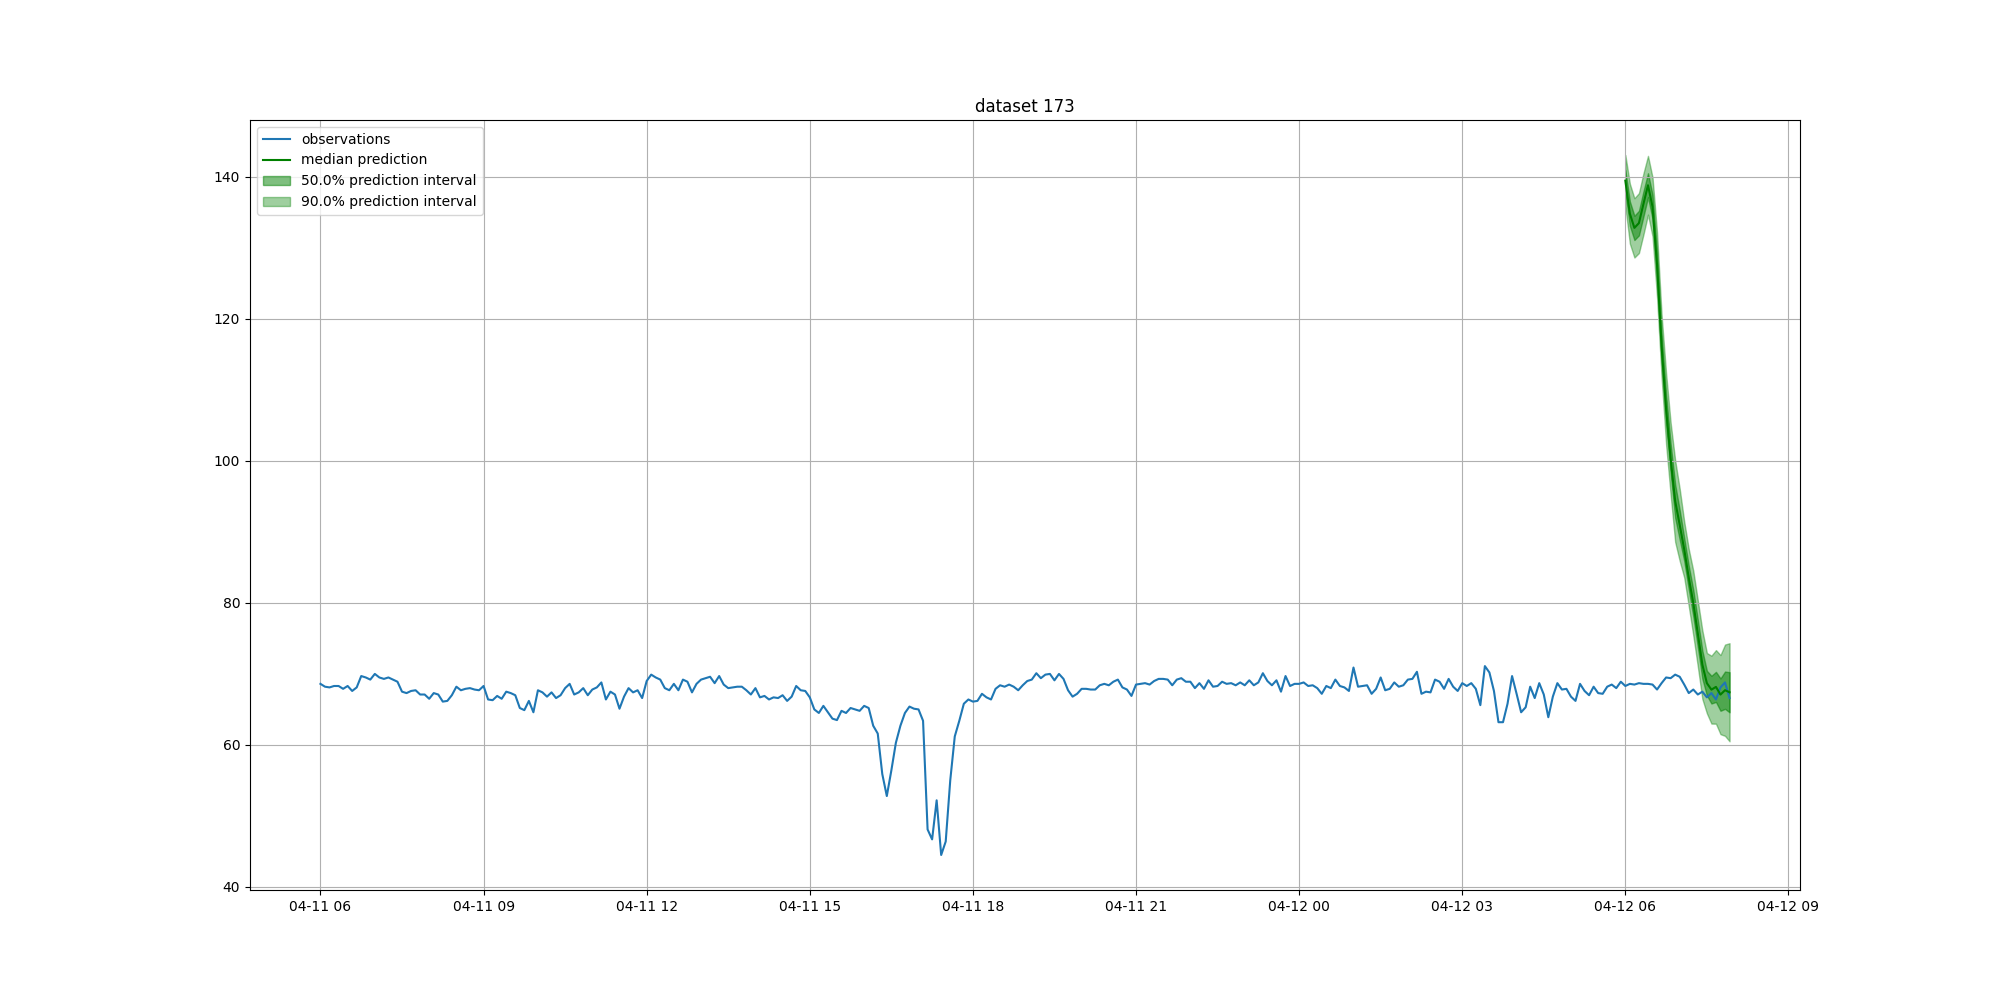 dataset 173
observations
median prediction
50.0% prediction interval
90.0% prediction interval
140
120
100
80
60
40
04-11 06 04-11 09 04-11 12 04-11 15 04-11 18 04-11 21 04-12 00 04-12 03 04-12 06 04-12 09